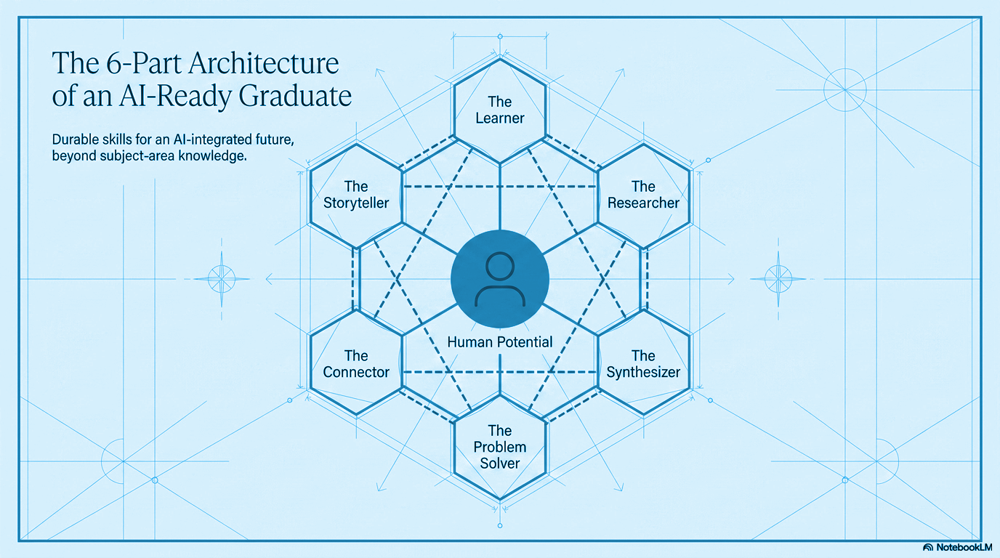 The 6-Part Architecture
of an AI-Ready Graduate
Durable skills for an AI-integrated future,
beyond subject-area knowledge.
The
Learner
The
Storyteller
The
Researcher
Human Potential
The
Connector
The
Synthesizer
The
Problem
Solver
NotebookLM